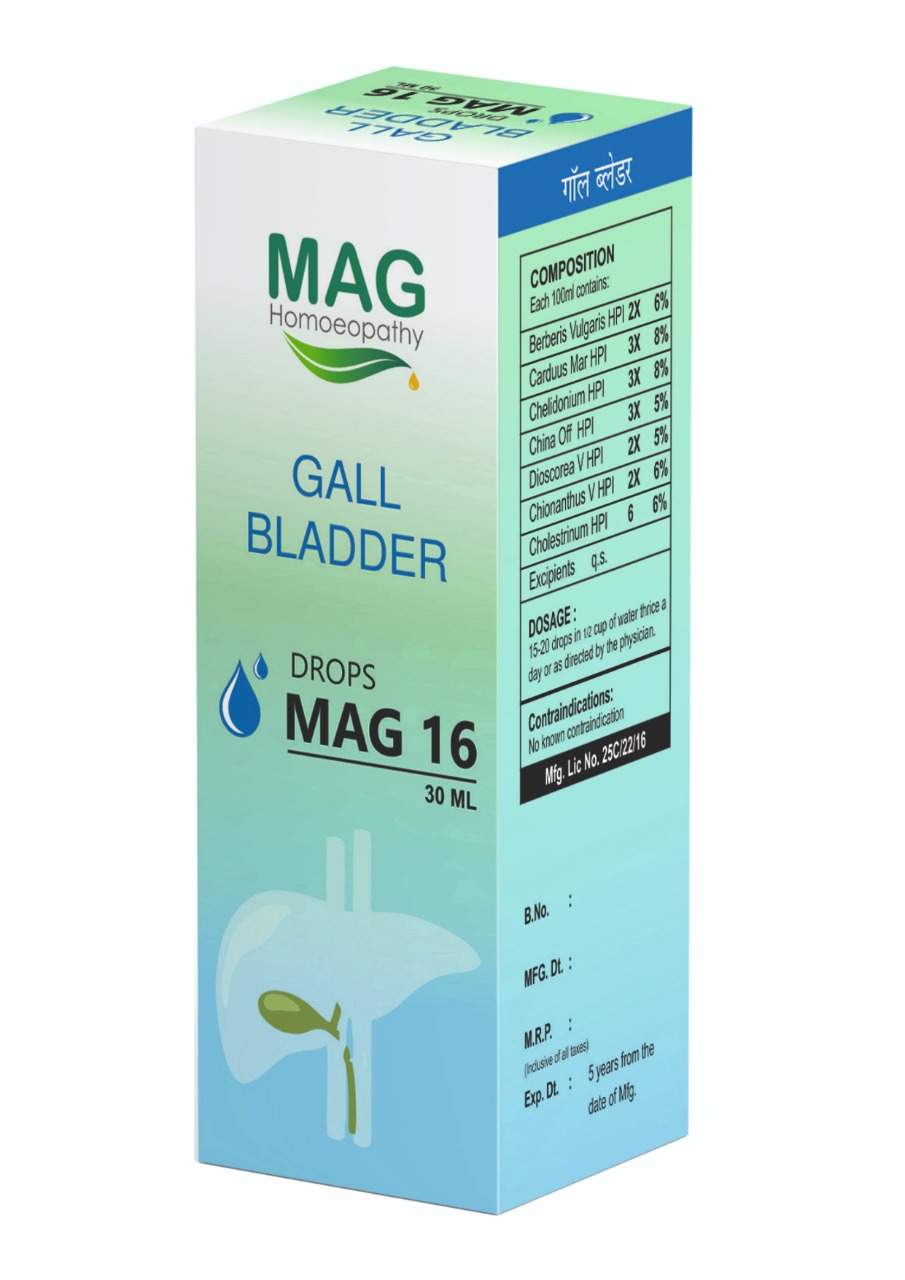 GALL
BLADDER
DROPS
MAG 16
30 ML
MAG
Homoeopathy
GALL
BLADDER
DROPS
MAG 16
30 ML
गॉल ब्लेडर
COMPOSITION
Each 100ml contains:
Berberis Vulgaris HPI 2X 6%
Carduus Mar HPI 3X 8%
Chelidonium HPI 3X 8%
China Off HPI 3X 5%
Dioscorea V HPI 2X 5%
Chionanthus V HPI 2X 6%
Cholestrinum HPI 6 6%
Excipients q.s.
DOSAGE :
15-20 drops in 1/2 cup of water thrice a
day or as directed by the physician.
Contraindications:
No known contraindication
Mfg. Lic No. 25C/22/16
B.No. :
MFG. Dt. :
M.R.P. :
(Inclusive of all taxes)
Exp. Dt. : 5 years from the
date of Mfg.